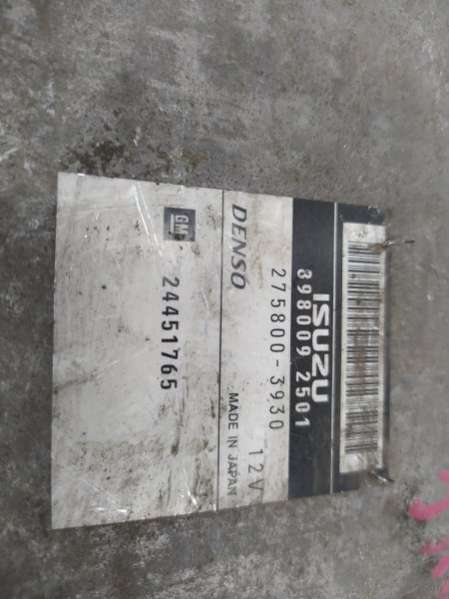 ISUZU
898009 2501
275800-3930 12V
DENSO MADE IN JAPAN
GM 24451765